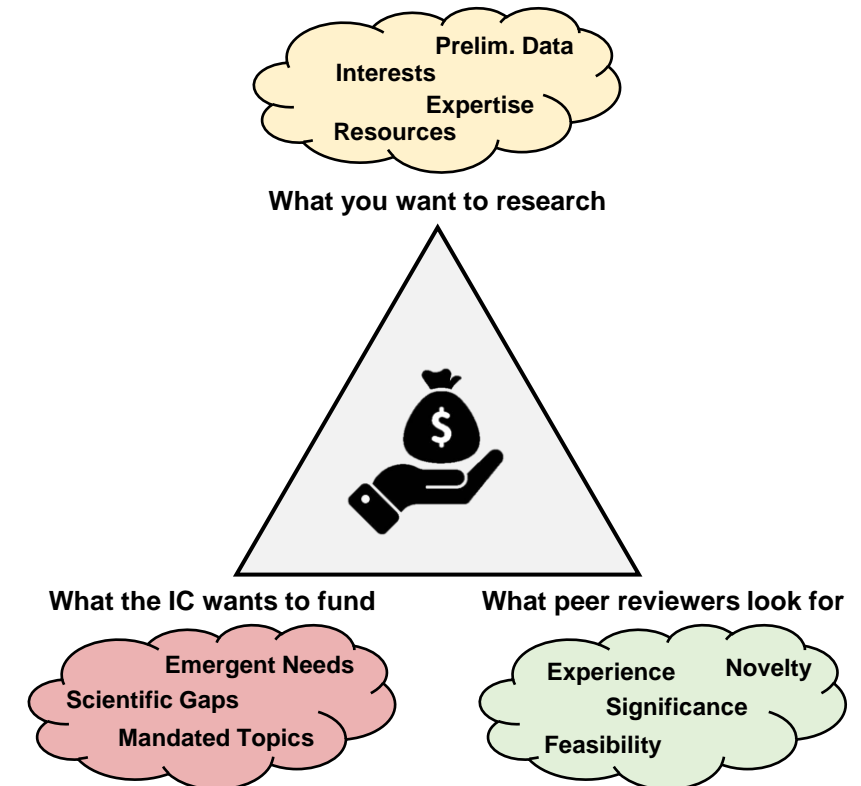 Prelim. Data
Interests
Expertise
Resources
What you want to research
$
What the IC wants to fund
What peer reviewers look for
Emergent Needs
Scientific Gaps
Mandated Topics
Experience
Novelty
Significance
Feasibility